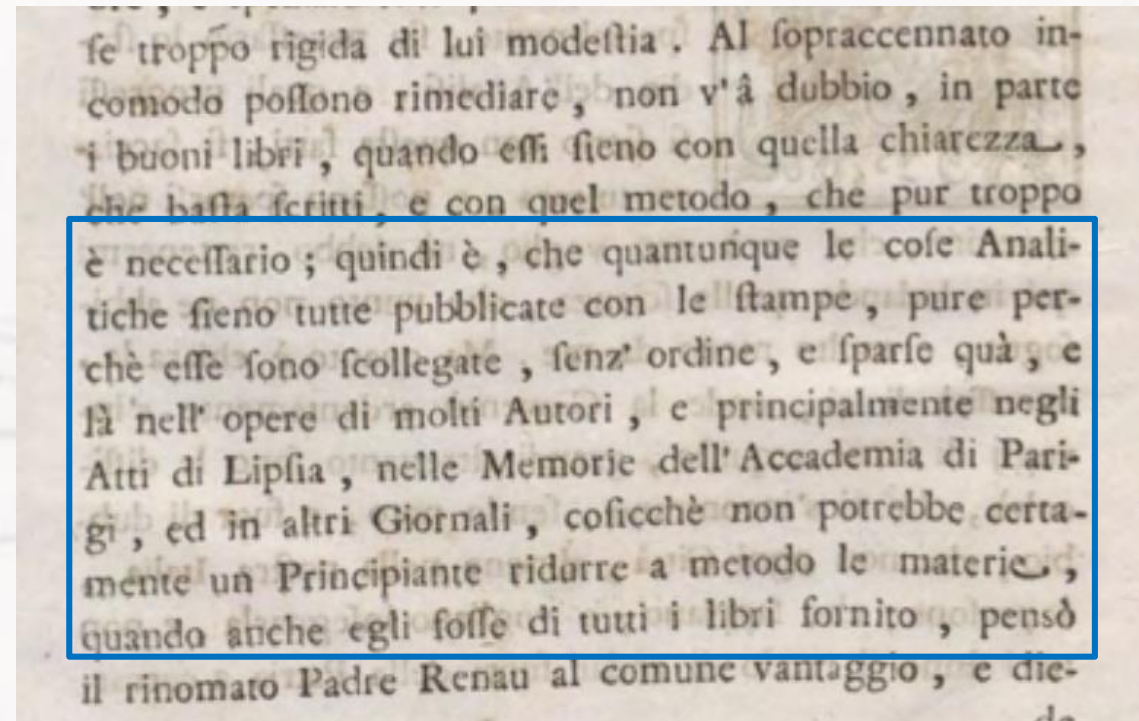 ſe troppo rigida di lui modeſtia . Al ſopraccennato in-
comodo poſſono rimediare , non v'â dubbio , in parte
i buoni libri , quando eſſi ſieno con quella chiarezza ,
che baſta ſcritti , e con quel metodo , che pur troppo
è neceſſario ; quindi è , che quantunque le coſe Anali-
tiche ſieno tutte pubblicate con le ſtampe , pure per-
chè eſſe ſono ſcollegate , ſenz' ordine , e ſparſe quà , e
là nell' opere di molti Autori , e principalmente negli
Atti di Lipſia , nelle Memorie dell' Accademia di Pari-
gi , ed in altri Giornali , coſicchè non potrebbe certa-
mente un Principiante ridurre a metodo le materie ,
quando anche egli foſſe di tutti i libri fornito , pensò
il rinomato Padre Renau al comune vantaggio , e die-